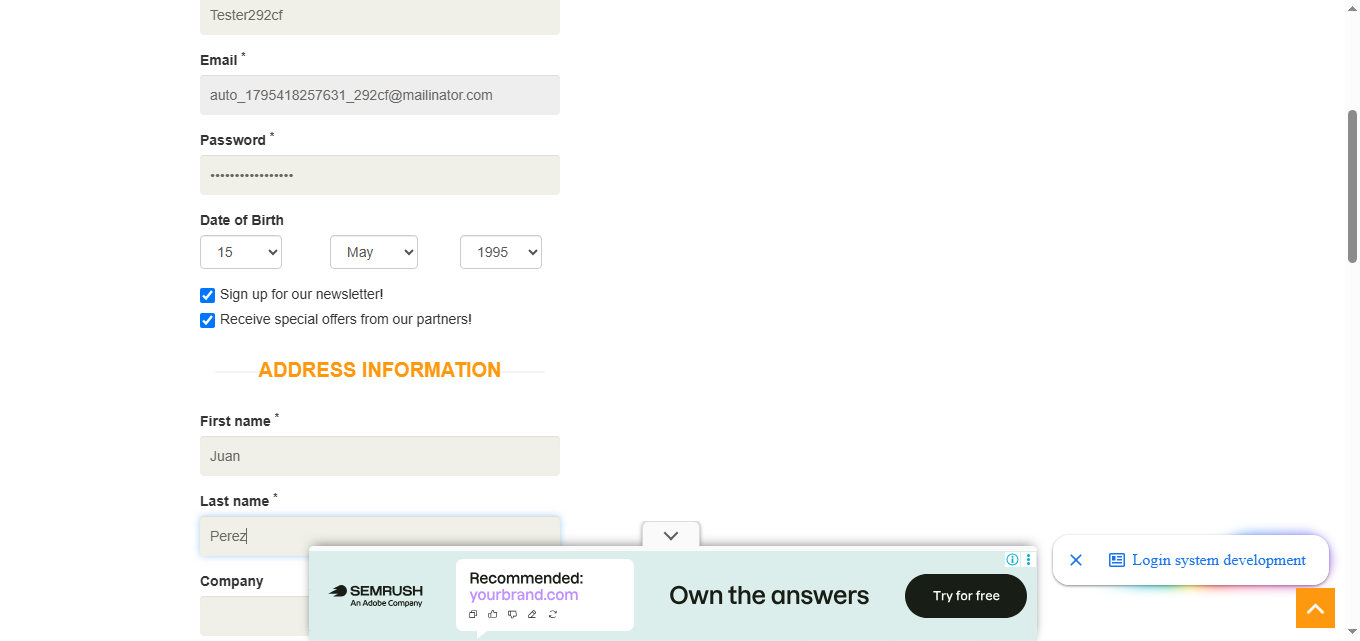 Tester292cf
Email *
auto_1795418257631_292cf@mailinator.com
Password *
•••••••••••••••••
Date of Birth
15 May 1995
Sign up for our newsletter!
Receive special offers from our partners!
ADDRESS INFORMATION
First name *
Juan
Last name *
Perez
Company
SEMRUSH
An Adobe Company
Recommended:
yourbrand.com
Own the answers
Try for free
Login system development